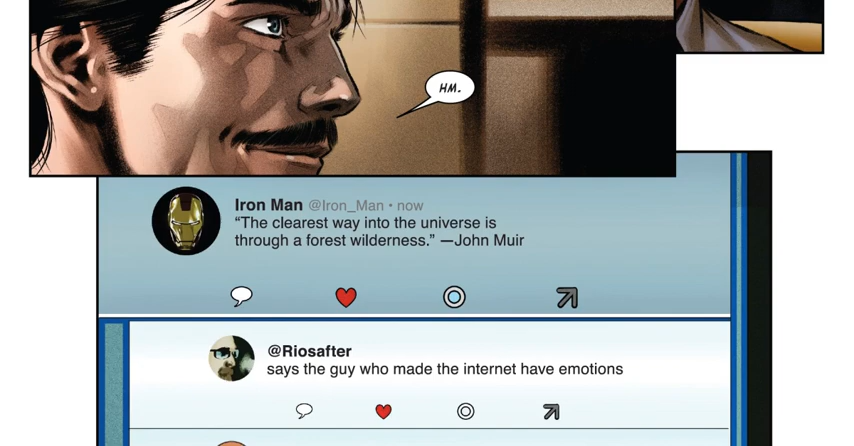 HM.
Iron Man @Iron_Man • now
“The clearest way into the universe is
through a forest wilderness.” —John Muir
@Riosafter
says the guy who made the internet have emotions